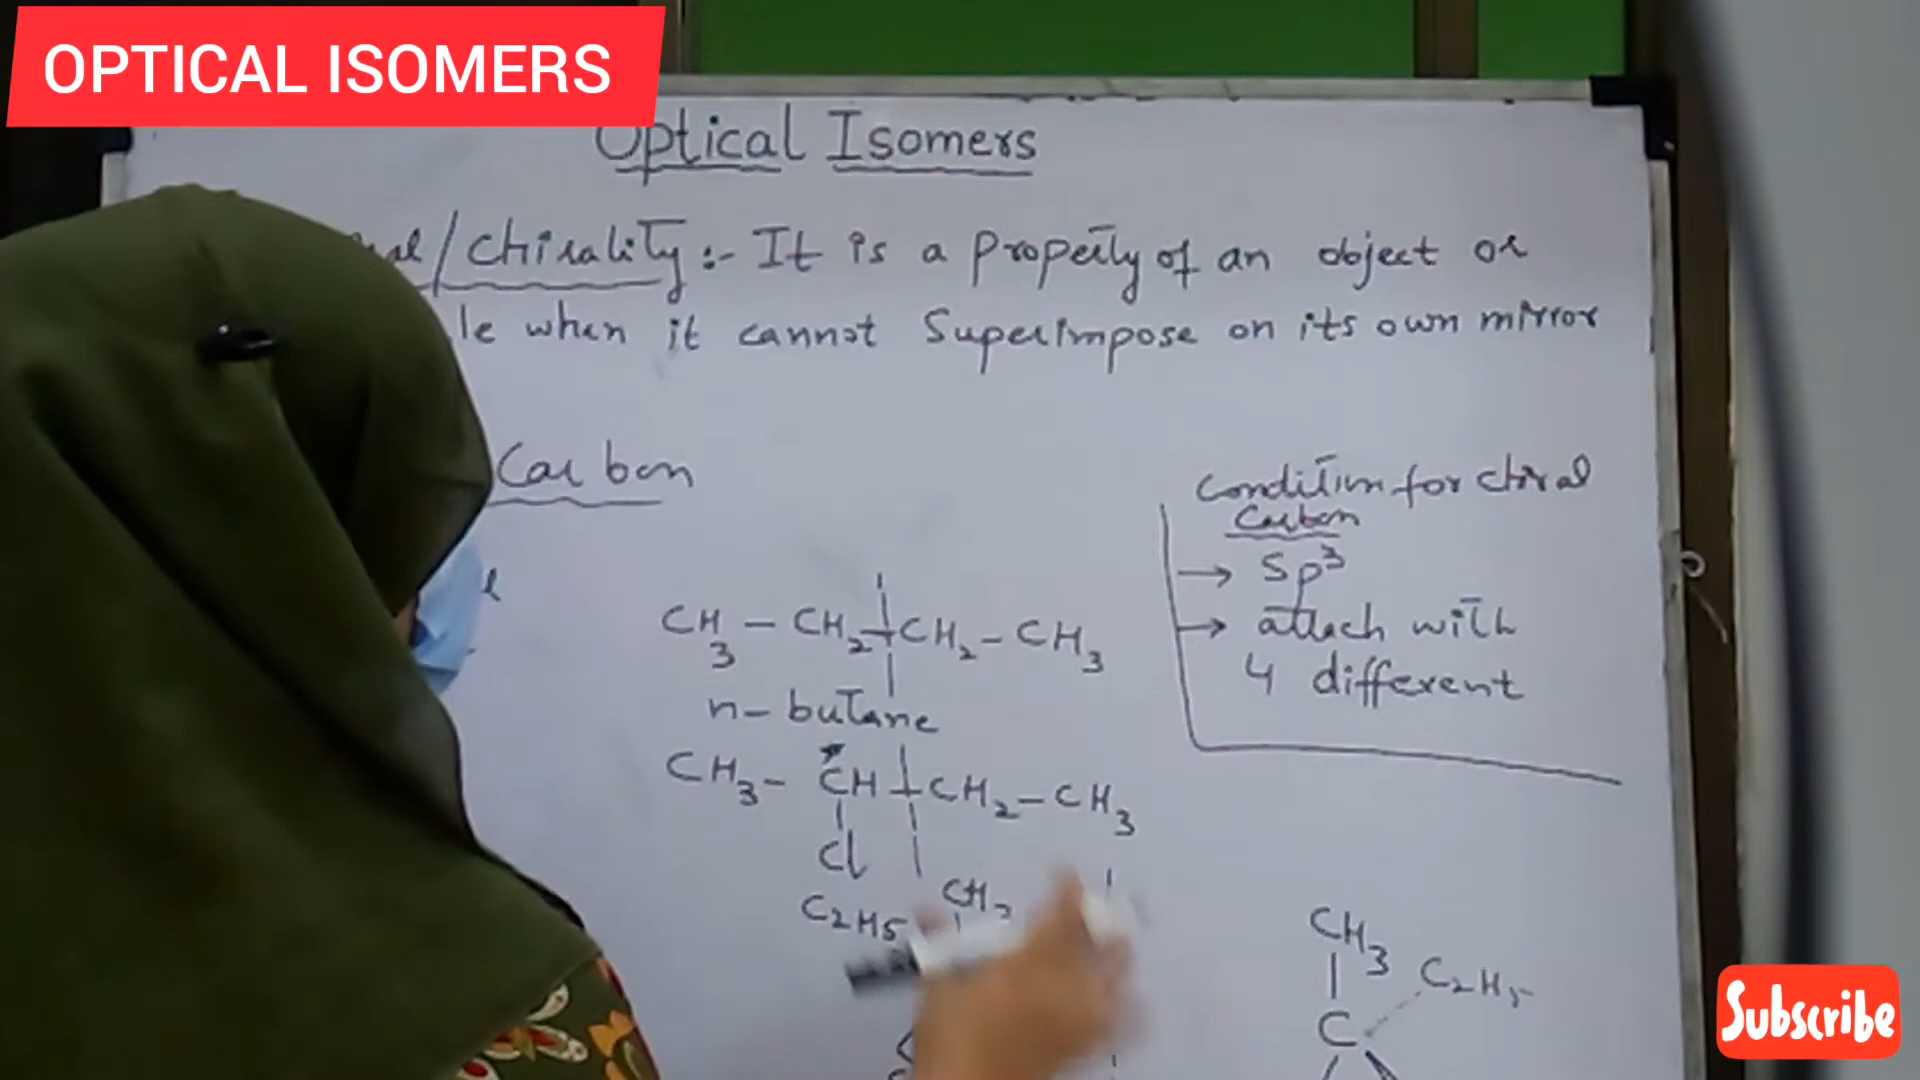 OPTICAL ISOMERS
Optical Isomers
/Chirality:- It is a Property of an object or
le when it cannot Superimpose on its own mirror
Carbon
Condition for chiral
Carbon
→ Sp³
→ attach with
4 different
CH₃ – CH₂ – CH₂ – CH₃
n – butane
CH₃ – *CH – CH₂ – CH₃
Cl
CH₃
C₂H₅
CH₃
C₂H₅
C
Subscribe